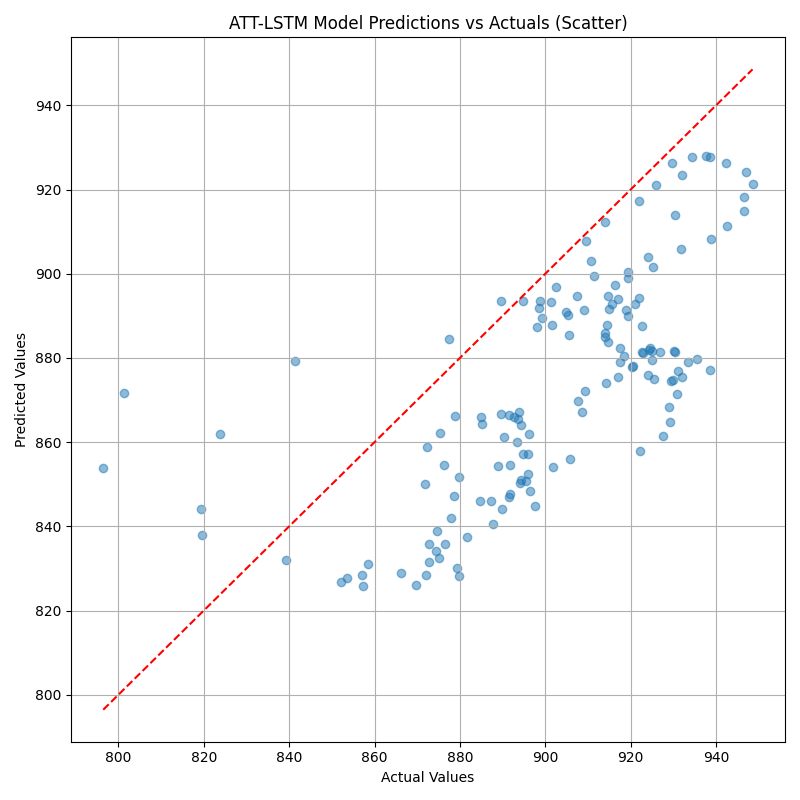 ATT-LSTM Model Predictions vs Actuals (Scatter)
Predicted Values
940
920
900
880
860
840
820
800
800 820 840 860 880 900 920 940
Actual Values